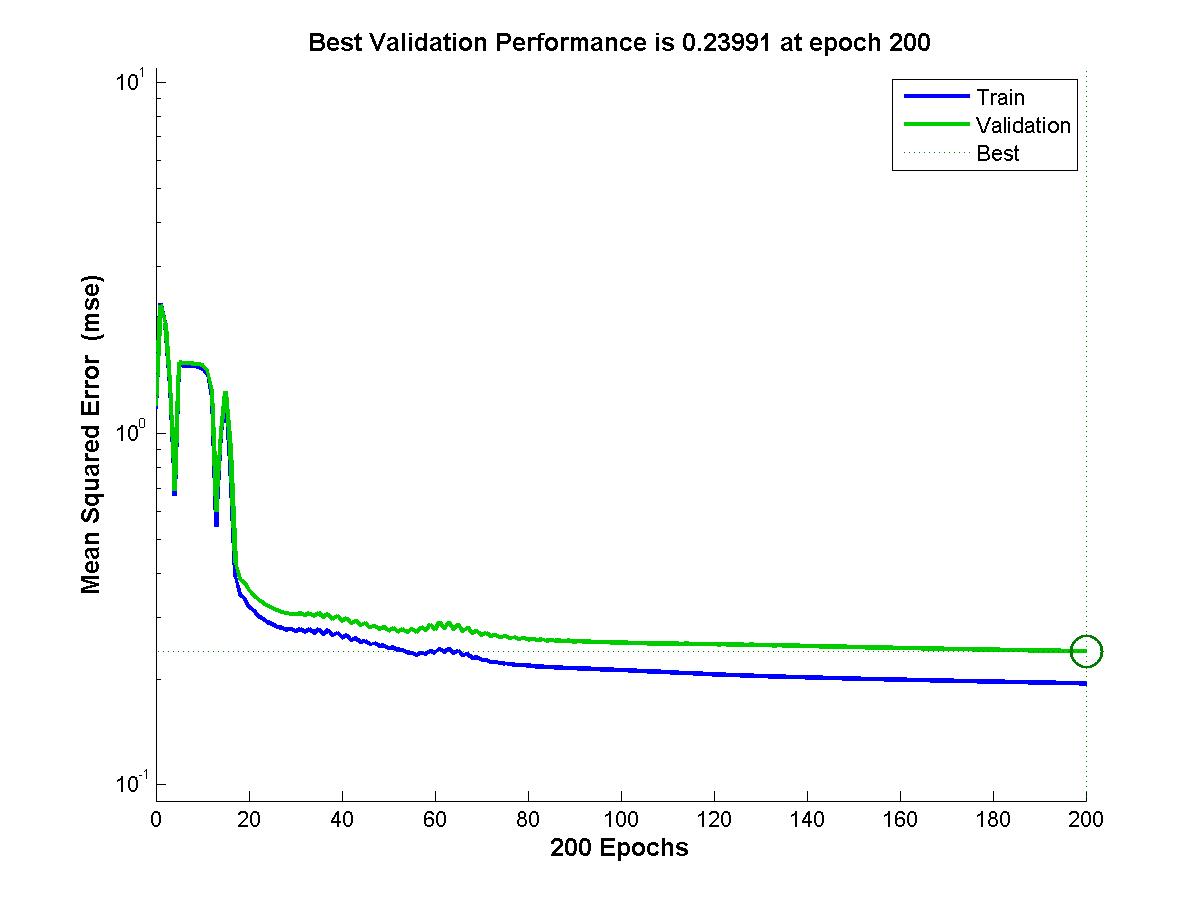 Best Validation Performance is 0.23991 at epoch 200
Train
Validation
Best
Mean Squared Error (mse)
10^1
10^0
10^-1
0 20 40 60 80 100 120 140 160 180 200
200 Epochs